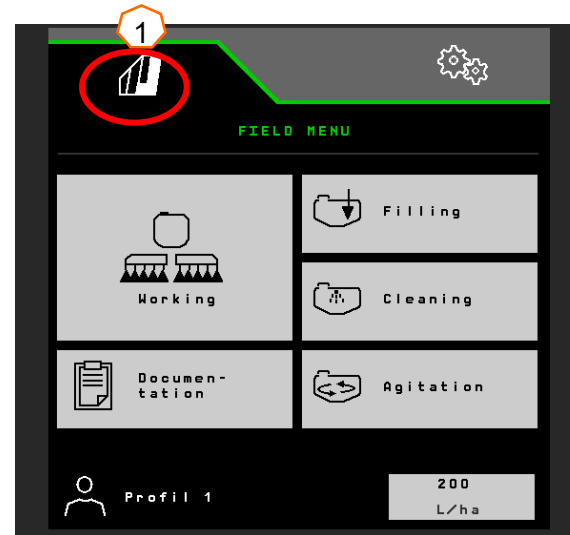 1
FIELD MENU
Working
Filling
Cleaning
Documen-
tation
Agitation
Profil 1
200
L/ha